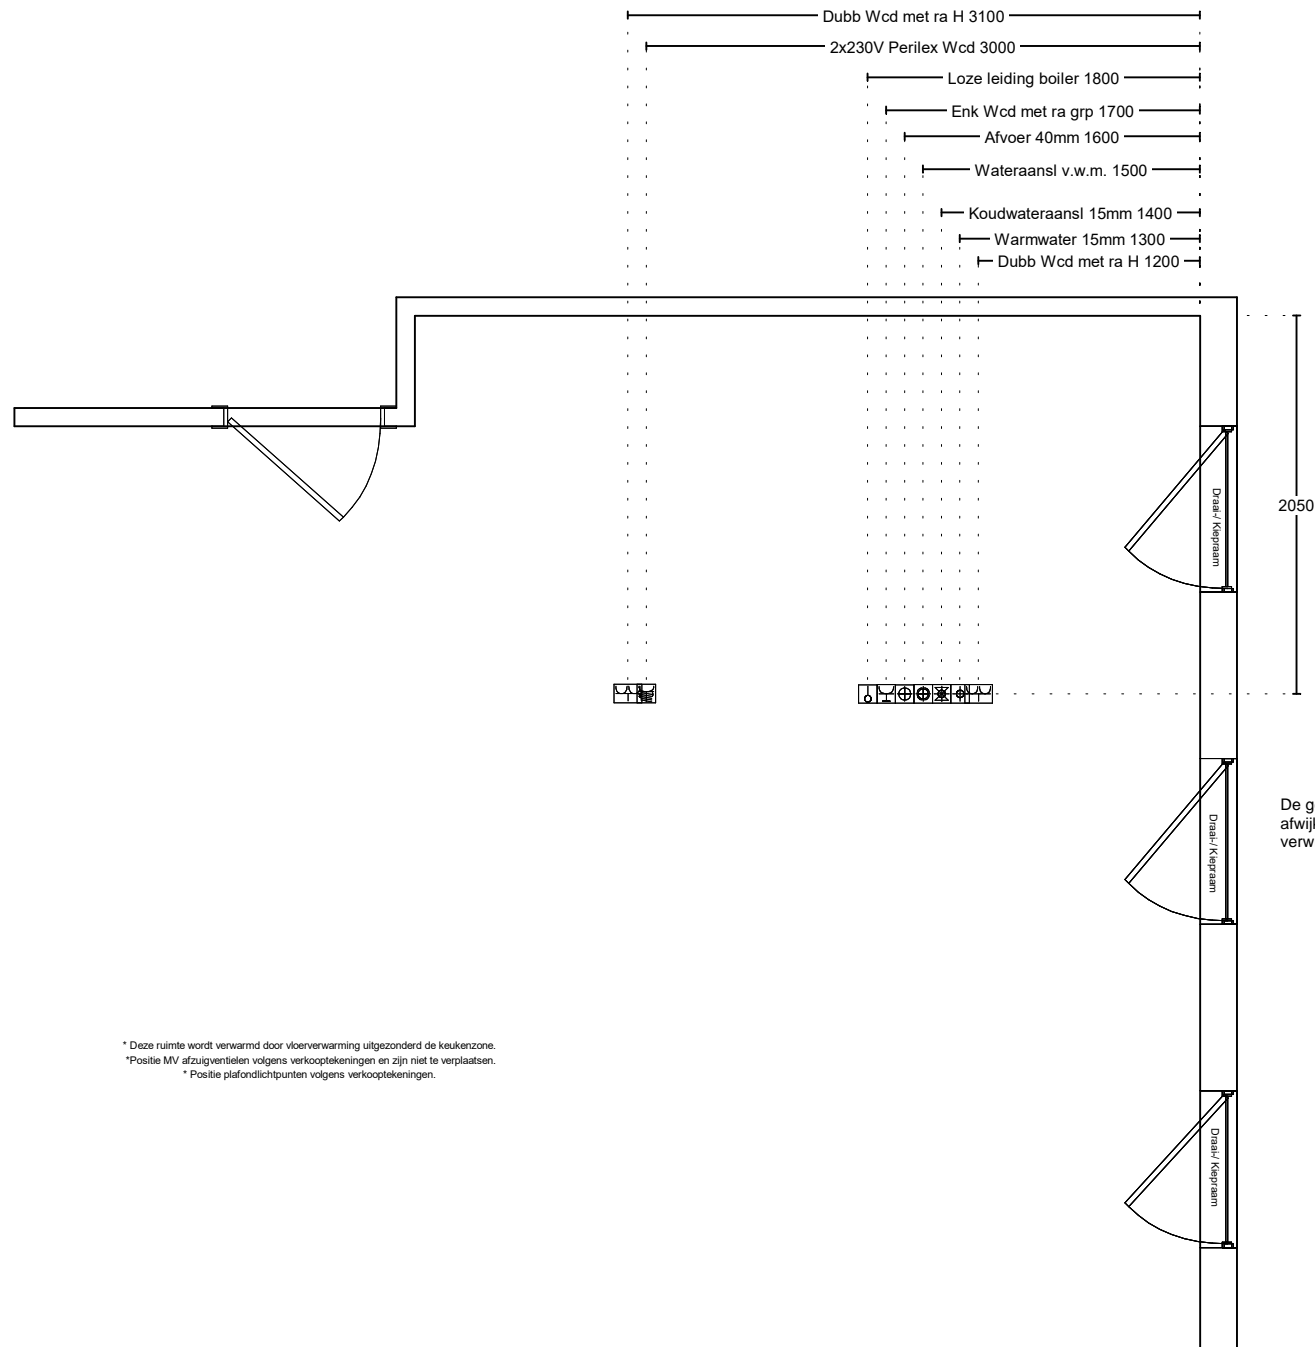 Dubb Wcd met ra H 3100
2x230V Perilex Wcd 3000
Loze leiding boiler 1800
Enk Wcd met ra grp 1700
Afvoer 40mm 1600
Wateraansl v.w.m. 1500
Koudwateraansl 15mm 1400
Warmwater 15mm 1300
Dubb Wcd met ra H 1200
Draai-/ Kiepraam
2050
Draai-/ Kiepraam
De g
afwijl
verw
* Deze ruimte wordt verwarmd door vloerverwarming uitgezonderd de keukenzone.
*Positie MV afzuigventielen volgens verkooptekeningen en zijn niet te verplaatsen.
* Positie plafondlichtpunten volgens verkooptekeningen.
Draai-/ Kiepraam